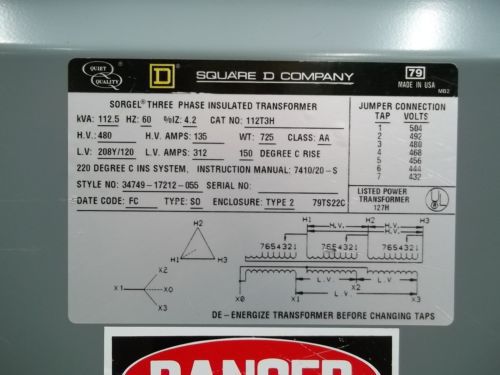 QUIET
QUALITY
D
SQUARE D COMPANY
79
MADE IN USA
MB2
SORGEL® THREE PHASE INSULATED TRANSFORMER
kVA: 112.5 HZ: 60 %IZ: 4.2 CAT NO: 112T3H
H.V.: 480 H.V. AMPS: 135 WT: 725 CLASS: AA
L.V: 208Y/120 L.V. AMPS: 312 150 DEGREE C RISE
220 DEGREE C INS SYSTEM, INSTRUCTION MANUAL: 7410/20-S
STYLE NO: 34749-17212-055 SERIAL NO:
DATE CODE: FC TYPE: SO ENCLOSURE: TYPE 2 79TS22C
JUMPER CONNECTION
TAP VOLTS
1 504
2 492
3 480
4 468
5 456
6 444
7 432
LISTED POWER
TRANSFORMER
127H
UL
H2
H1 H3
X2
X1 X0
X3
H1 H2 H3
H.V. H.V.
H.V.
7654321 7654321 7654321
L.V. L.V.
X2
L.V.
X0 X1 X3
DE-ENERGIZE TRANSFORMER BEFORE CHANGING TAPS
DANGER